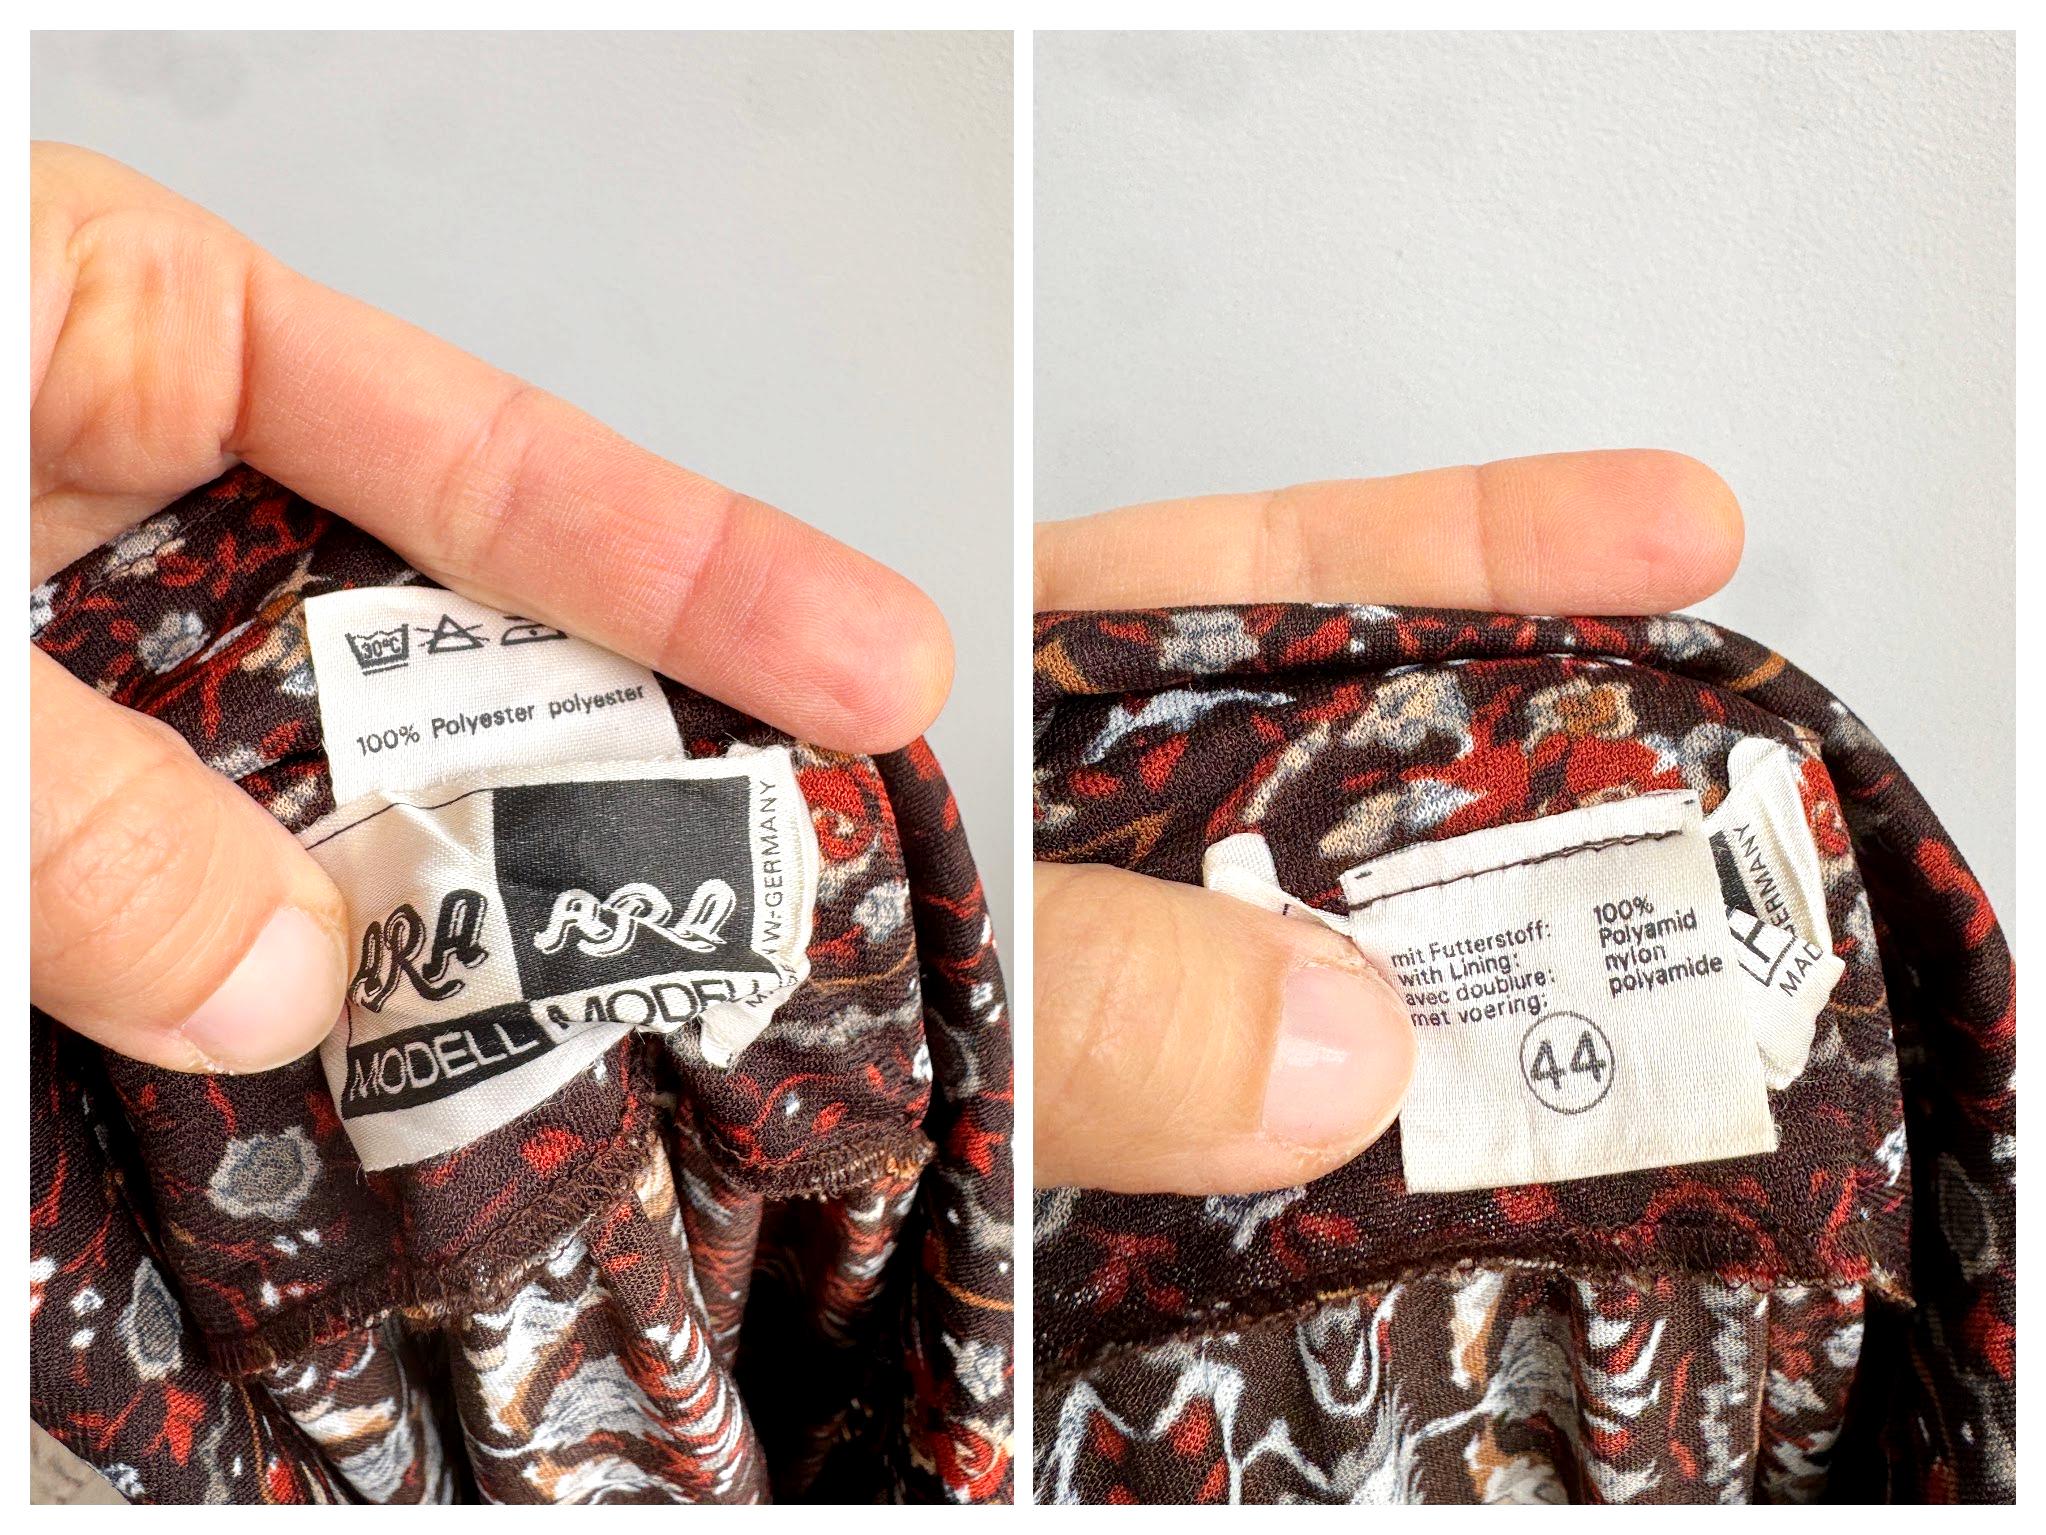 30°C
100% Polyester polyester
ARA ARA
MODELL MODELL
W.-GERMANY
mit Futterstoff: 100%
with Lining: Polyamid
avec doublure: nylon
met voering: polyamide
44
GERMANY
MAD